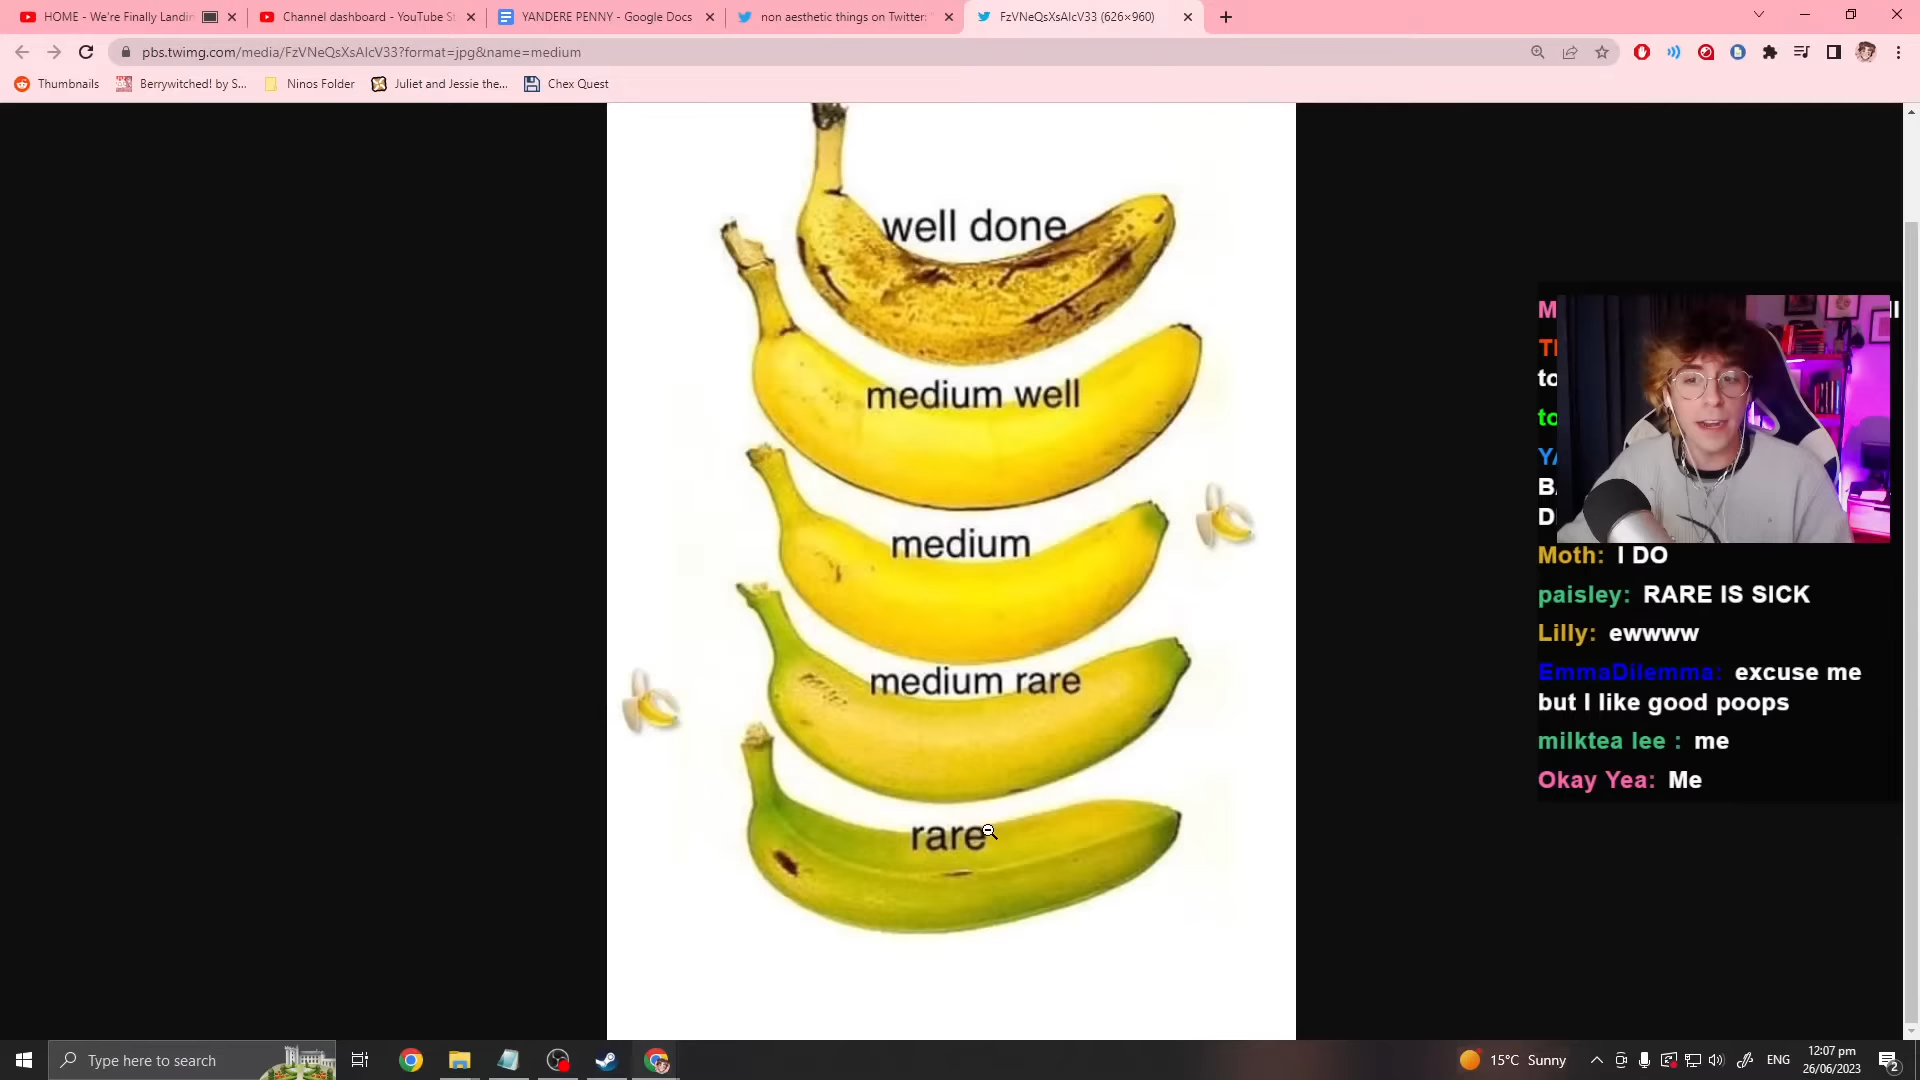 HOME - We're Finally Landin
Channel dashboard - YouTube St
YANDERE PENNY - Google Docs
non aesthetic things on Twitter:
FzVNeQsXsAIcV33 (626×960)
pbs.twimg.com/media/FzVNeQsXsAIcV33?format=jpg&name=medium
Thumbnails
Berrywitched! by S...
Ninos Folder
Juliet and Jessie the...
Chex Quest
well done
medium well
medium
medium rare
rare
Moth: I DO
paisley: RARE IS SICK
Lilly: ewwww
EmmaDilemma: excuse me
but I like good poops
milktea lee : me
Okay Yea: Me
Type here to search
15°C Sunny
ENG
12:07 pm
26/06/2023
2